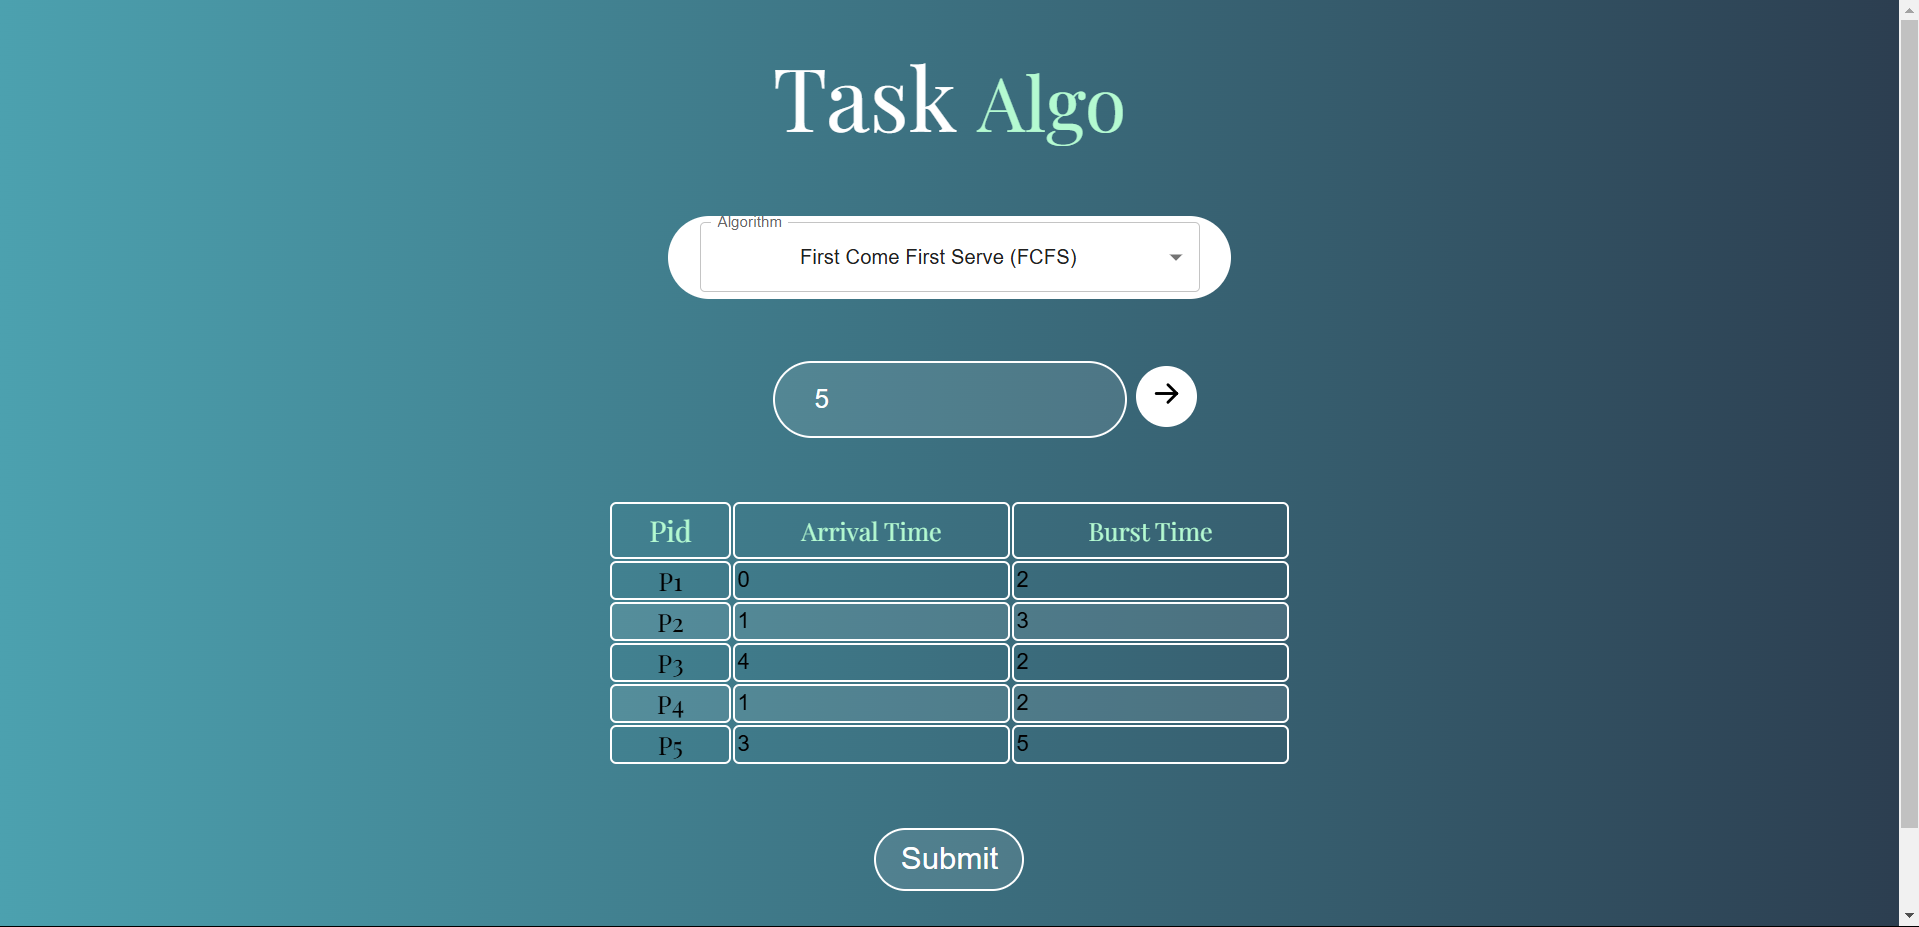 Task Algo
Algorithm
First Come First Serve (FCFS)
5
Pid Arrival Time Burst Time
P1 0 2
P2 1 3
P3 4 2
P4 1 2
P5 3 5
Submit